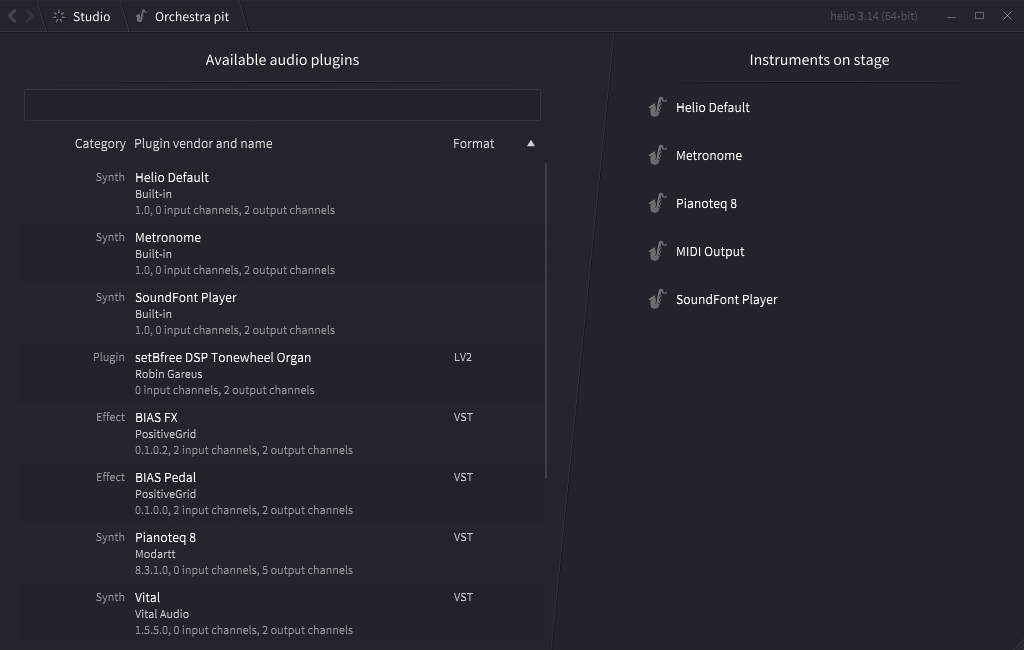 Studio
Orchestra pit
helio 3.14 (64-bit)
Available audio plugins
Category Plugin vendor and name Format
Synth Helio Default
Built-in
1.0, 0 input channels, 2 output channels
Synth Metronome
Built-in
1.0, 0 input channels, 2 output channels
Synth SoundFont Player
Built-in
1.0, 0 input channels, 2 output channels
Plugin setBfree DSP Tonewheel Organ LV2
Robin Gareus
0 input channels, 2 output channels
Effect BIAS FX VST
PositiveGrid
0.1.0.2, 2 input channels, 2 output channels
Effect BIAS Pedal VST
PositiveGrid
0.1.0.0, 2 input channels, 2 output channels
Synth Pianoteq 8 VST
Modartt
8.3.1.0, 0 input channels, 5 output channels
Synth Vital VST
Vital Audio
1.5.5.0, 0 input channels, 2 output channels
Instruments on stage
Helio Default
Metronome
Pianoteq 8
MIDI Output
SoundFont Player